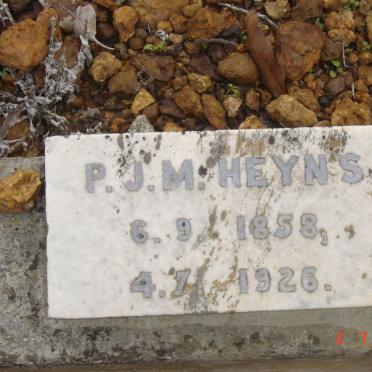 P.J.M. HEYNS
6.9. 1858,
4.7. 1926.